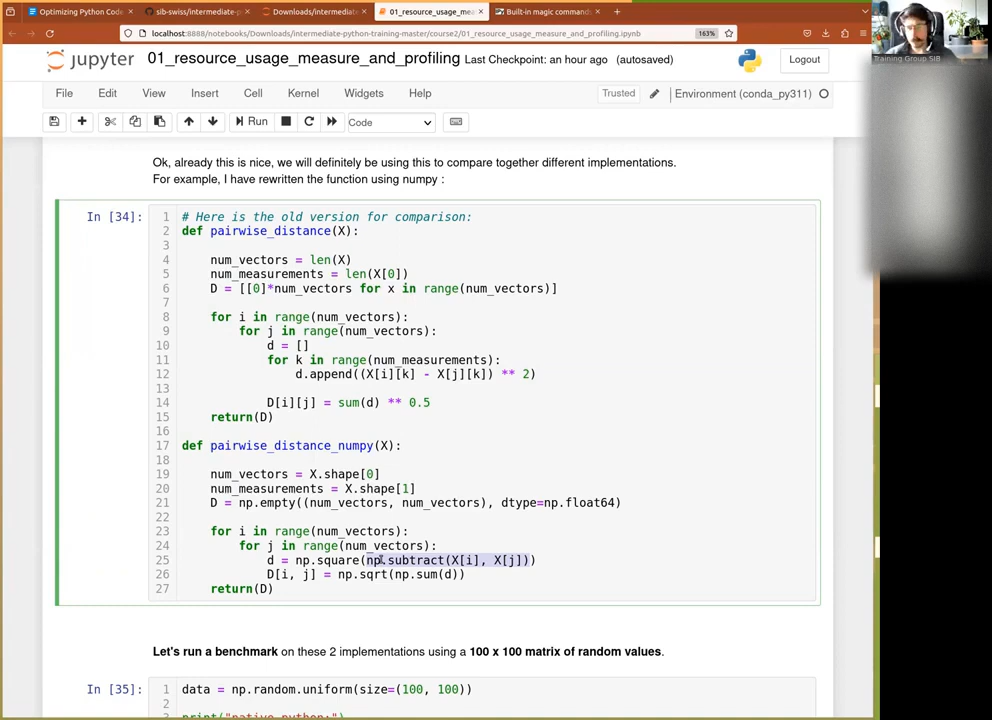 Optimizing Python Code
sib-swiss/intermediate-p
Downloads/intermediate
01_resource_usage_mea
Built-in magic command
localhost:8888/notebooks/Downloads/intermediate-python-training-master/course2/01_resource_usage_measure_and_profiling.ipynb
163%
Training Group SIB
jupyter 01_resource_usage_measure_and_profiling Last Checkpoint: an hour ago (autosaved)
Logout
File Edit View Insert Cell Kernel Widgets Help
Trusted
Environment (conda_py311)
Run
Code
Ok, already this is nice, we will definitely be using this to compare together different implementations.
For example, I have rewritten the function using numpy :
In [34]:
1 # Here is the old version for comparison:
2 def pairwise_distance(X):
3
4 num_vectors = len(X)
5 num_measurements = len(X[0])
6 D = [[0]*num_vectors for x in range(num_vectors)]
7
8 for i in range(num_vectors):
9 for j in range(num_vectors):
10 d = []
11 for k in range(num_measurements):
12 d.append((X[i][k] - X[j][k]) ** 2)
13
14 D[i][j] = sum(d) ** 0.5
15 return(D)
16
17 def pairwise_distance_numpy(X):
18
19 num_vectors = X.shape[0]
20 num_measurements = X.shape[1]
21 D = np.empty((num_vectors, num_vectors), dtype=np.float64)
22
23 for i in range(num_vectors):
24 for j in range(num_vectors):
25 d = np.square(np.subtract(X[i], X[j]))
26 D[i, j] = np.sqrt(np.sum(d))
27 return(D)
Let's run a benchmark on these 2 implementations using a 100 x 100 matrix of random values.
In [35]:
1 data = np.random.uniform(size=(100, 100))
2
print("native python:")